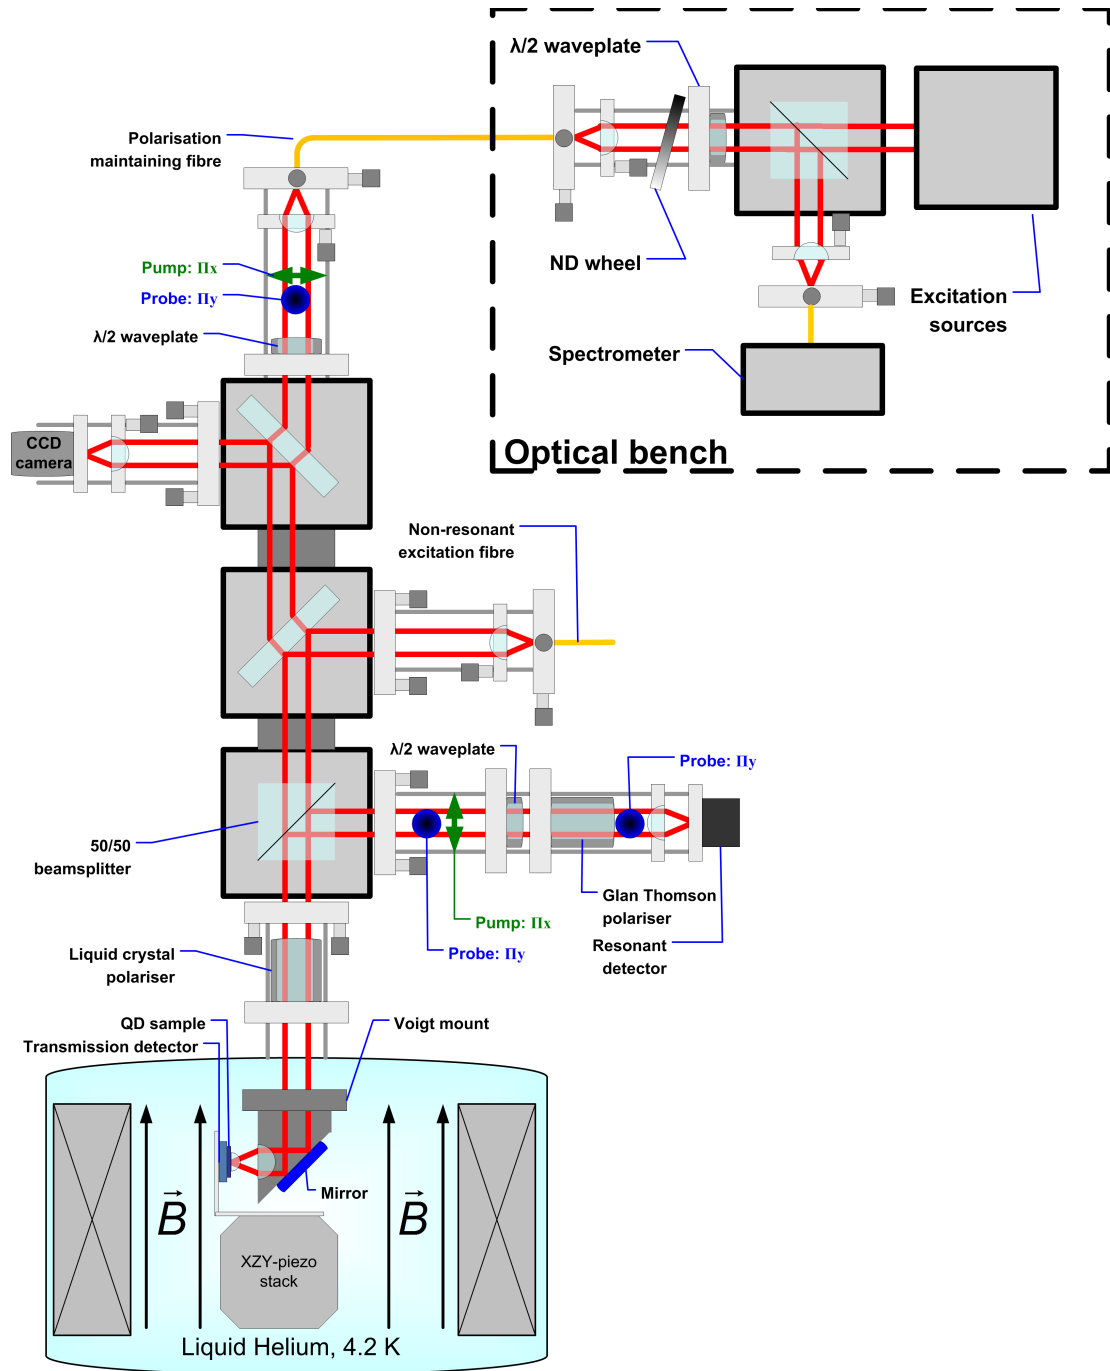 λ/2 waveplate
Polarisation
maintaining fibre
ND wheel
Excitation
sources
Spectrometer
Optical bench
Pump: Πx
Probe: Πy
λ/2 waveplate
CCD
camera
Non-resonant
excitation fibre
λ/2 waveplate
Probe: Πy
50/50
beamsplitter
Glan Thomson
polariser
Pump: Πx
Probe: Πy
Resonant
detector
Liquid crystal
polariser
QD sample
Transmission detector
Voigt mount
Mirror
B
B
XZY-piezo
stack
Liquid Helium, 4.2 K